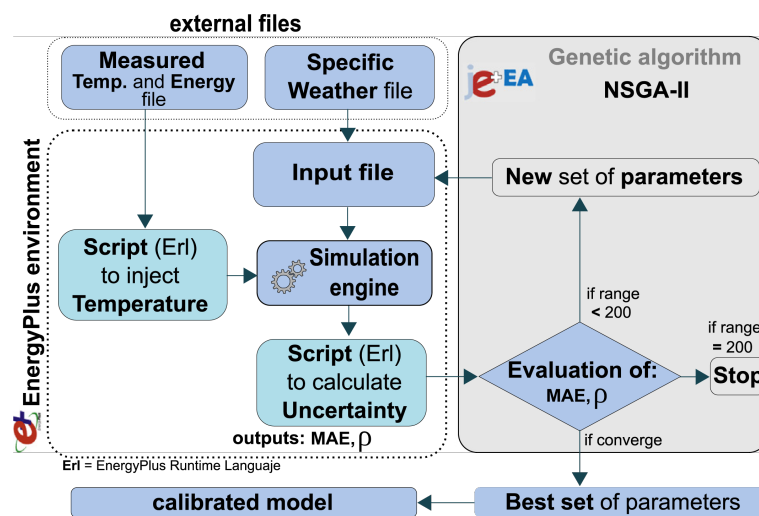 external files
Measured
Temp. and Energy
file
Specific
Weather file
Genetic algorithm
je+EA
NSGA-II
EnergyPlus environment
Input file
New set of parameters
Script (Erl)
to inject
Temperature
Simulation
engine
if range
< 200
if range
= 200
Script (Erl)
to calculate
Uncertainty
Evaluation of:
MAE, ρ
Stop
outputs: MAE, ρ
if converge
Erl = EnergyPlus Runtime Languaje
calibrated model
Best set of parameters